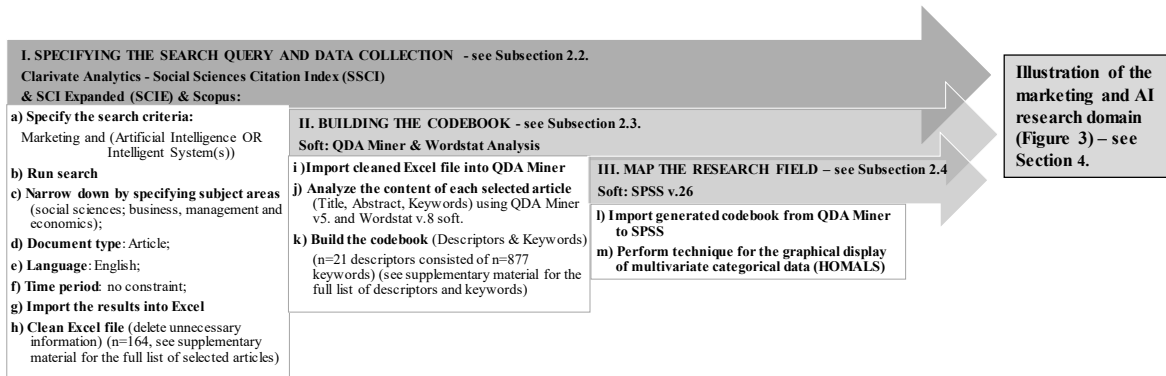 I. SPECIFYING THE SEARCH QUERY AND DATA COLLECTION - see Subsection 2.2.
Clarivate Analytics - Social Sciences Citation Index (SSCI)
& SCI Expanded (SCIE) & Scopus:
a) Specify the search criteria:
Marketing and (Artificial Intelligence OR
Intelligent System(s))
b) Run search
c) Narrow down by specifying subject areas
(social sciences; business, management and
economics);
d) Document type: Article;
e) Language: English;
f) Time period: no constraint;
g) Import the results into Excel
h) Clean Excel file (delete unnecessary
information) (n=164, see supplementary
material for the full list of selected articles)
II. BUILDING THE CODEBOOK - see Subsection 2.3.
Soft: QDA Miner & Wordstat Analysis
i )Import cleaned Excel file into QDA Miner
j) Analyze the content of each selected article
(Title, Abstract, Keywords) using QDA Miner
v5. and Wordstat v.8 soft.
k) Build the codebook (Descriptors & Keywords)
(n=21 descriptors consisted of n=877
keywords) (see supplementary material for the
full list of descriptors and keywords)
III. MAP THE RESEARCH FIELD – see Subsection 2.4
Soft: SPSS v.26
l) Import generated codebook from QDA Miner
to SPSS
m) Perform technique for the graphical display
of multivariate categorical data (HOMALS)
Illustration of the
marketing and AI
research domain
(Figure 3) – see
Section 4.